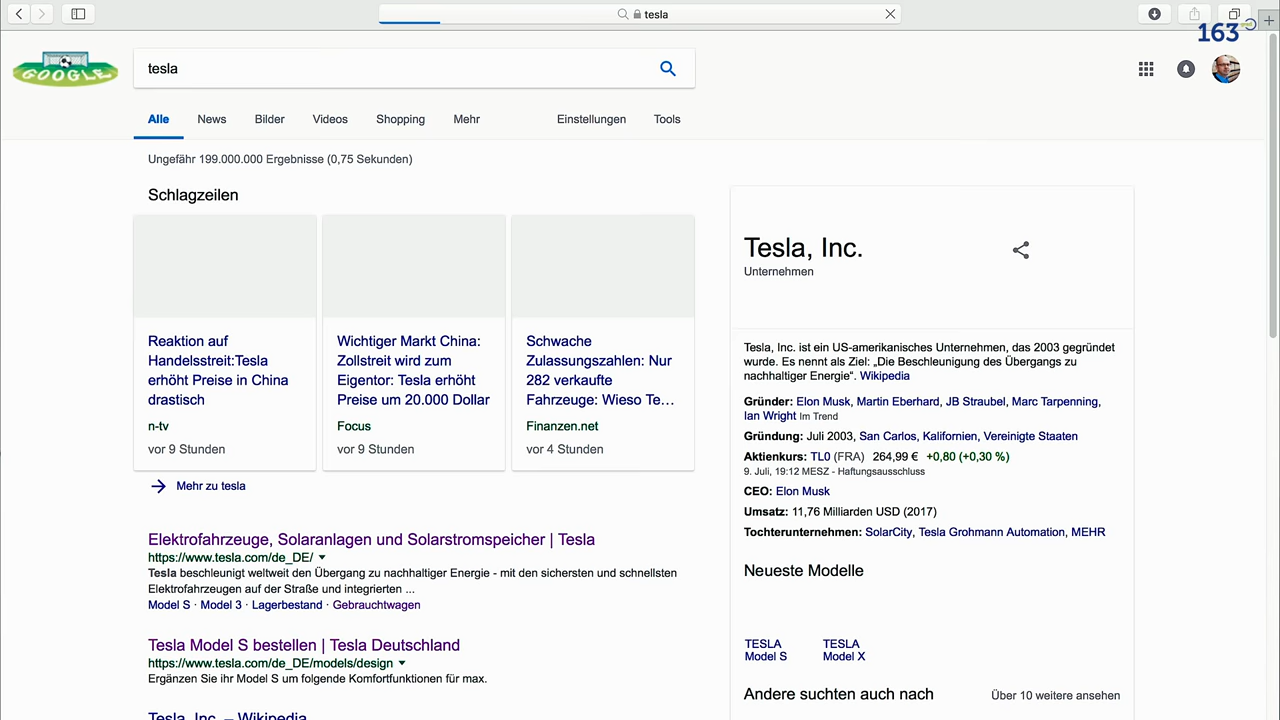 tesla
163
GOOGLE
tesla
Alle News Bilder Videos Shopping Mehr Einstellungen Tools
Ungefähr 199.000.000 Ergebnisse (0,75 Sekunden)
Schlagzeilen
Reaktion auf
Handelsstreit:Tesla
erhöht Preise in China
drastisch
n-tv
vor 9 Stunden
Wichtiger Markt China:
Zollstreit wird zum
Eigentor: Tesla erhöht
Preise um 20.000 Dollar
Focus
vor 9 Stunden
Schwache
Zulassungszahlen: Nur
282 verkaufte
Fahrzeuge: Wieso Te…
Finanzen.net
vor 4 Stunden
Mehr zu tesla
Elektrofahrzeuge, Solaranlagen und Solarstromspeicher | Tesla
https://www.tesla.com/de_DE/
Tesla beschleunigt weltweit den Übergang zu nachhaltiger Energie - mit den sichersten und schnellsten
Elektrofahrzeugen auf der Straße und integrierten ...
Model S · Model 3 · Lagerbestand · Gebrauchtwagen
Tesla Model S bestellen | Tesla Deutschland
https://www.tesla.com/de_DE/models/design
Ergänzen Sie ihr Model S um folgende Komfortfunktionen für max.
Tesla, Inc. – Wikipedia
Tesla, Inc.
Unternehmen
Tesla, Inc. ist ein US-amerikanisches Unternehmen, das 2003 gegründet
wurde. Es nennt als Ziel: „Die Beschleunigung des Übergangs zu
nachhaltiger Energie“. Wikipedia
Gründer: Elon Musk, Martin Eberhard, JB Straubel, Marc Tarpenning,
Ian Wright Im Trend
Gründung: Juli 2003, San Carlos, Kalifornien, Vereinigte Staaten
Aktienkurs: TL0 (FRA) 264,99 € +0,80 (+0,30 %)
9. Juli, 19:12 MESZ - Haftungsausschluss
CEO: Elon Musk
Umsatz: 11,76 Milliarden USD (2017)
Tochterunternehmen: SolarCity, Tesla Grohmann Automation, MEHR
Neueste Modelle
TESLA
Model S
TESLA
Model X
Andere suchten auch nach Über 10 weitere ansehen